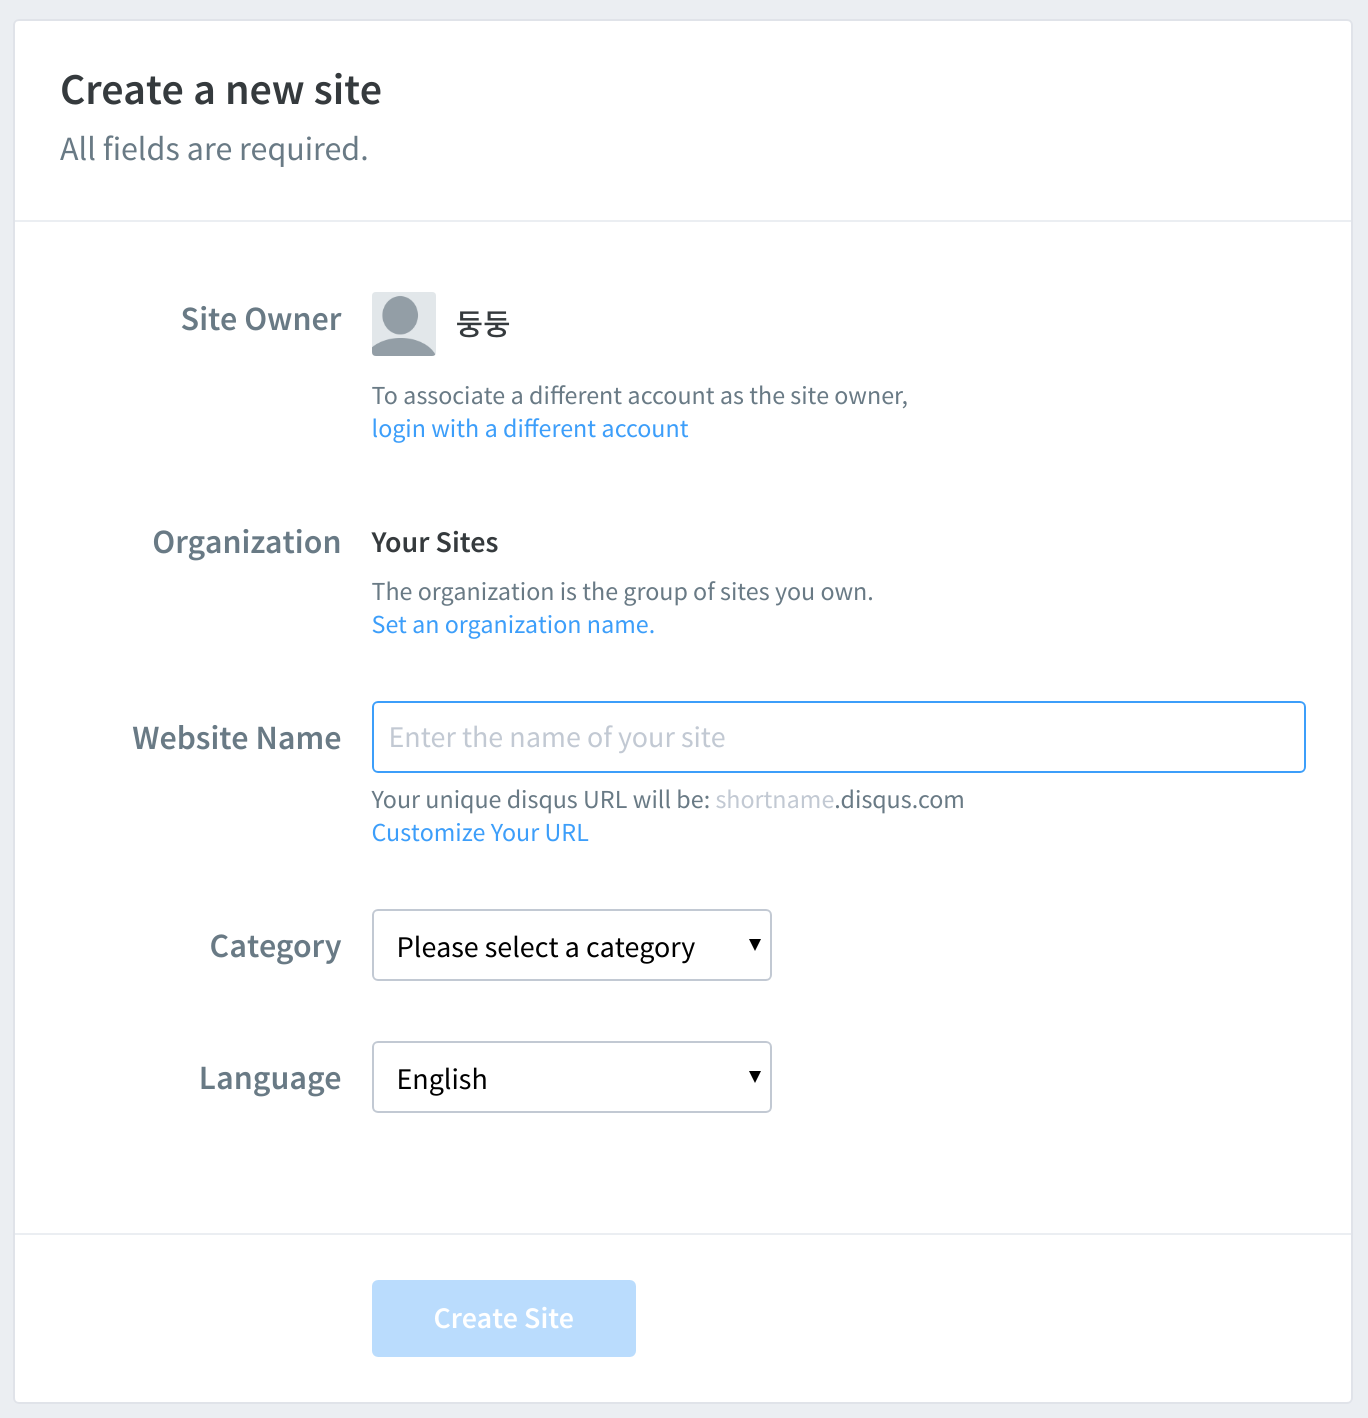 Create a new site
All fields are required.
Site Owner
둥둥
To associate a different account as the site owner,
login with a different account
Organization
Your Sites
The organization is the group of sites you own.
Set an organization name.
Website Name
Enter the name of your site
Your unique disqus URL will be: shortname.disqus.com
Customize Your URL
Category
Please select a category
Language
English
Create Site